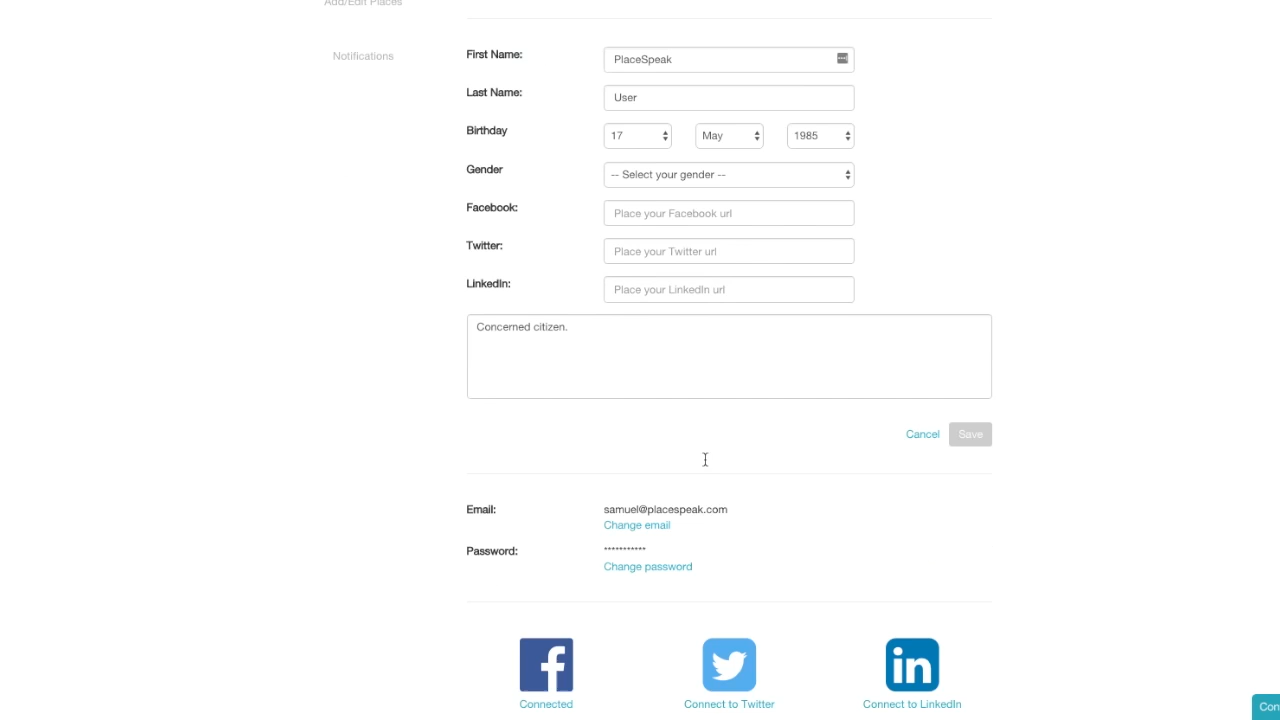 Add/Edit Places
Notifications
First Name:
PlaceSpeak
Last Name:
User
Birthday
17
May
1985
Gender
-- Select your gender --
Facebook:
Place your Facebook url
Twitter:
Place your Twitter url
LinkedIn:
Place your LinkedIn url
Concerned citizen.
Cancel
Save
Email:
samuel@placespeak.com
Change email
Password:
***********
Change password
Connected
Connect to Twitter
Connect to LinkedIn